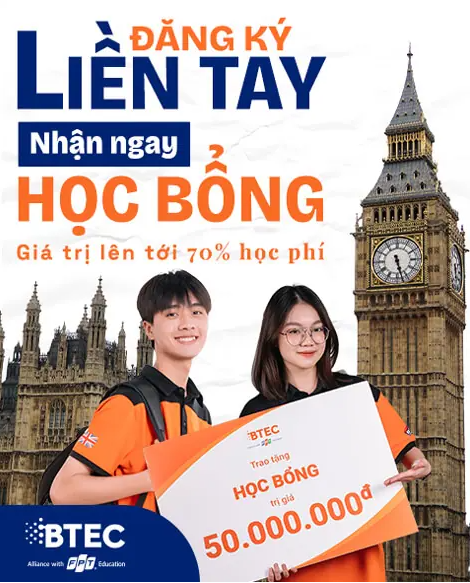 ĐĂNG KÝ
LIỀN TAY
Nhận ngay
HỌC BỔNG
Giá trị lên tới 70% học phí
BTEC
FPT
Trao tặng
HỌC BỔNG
trị giá
50.000.000đ
BTEC
Alliance with FPT Education